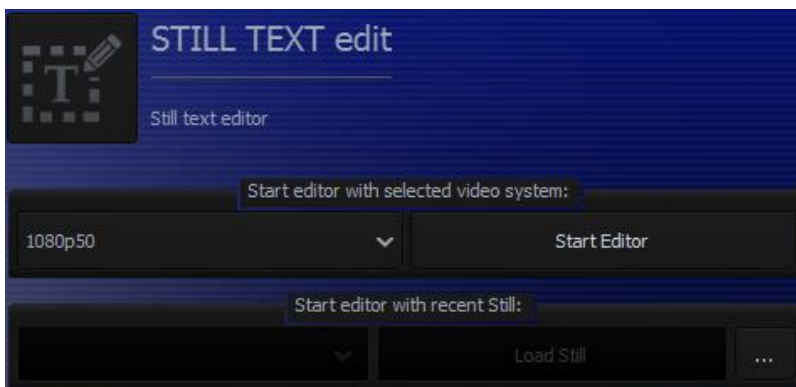 STILL TEXT edit
Still text editor
Start editor with selected video system:
1080p50
Start Editor
Start editor with recent Still:
Load Still
...